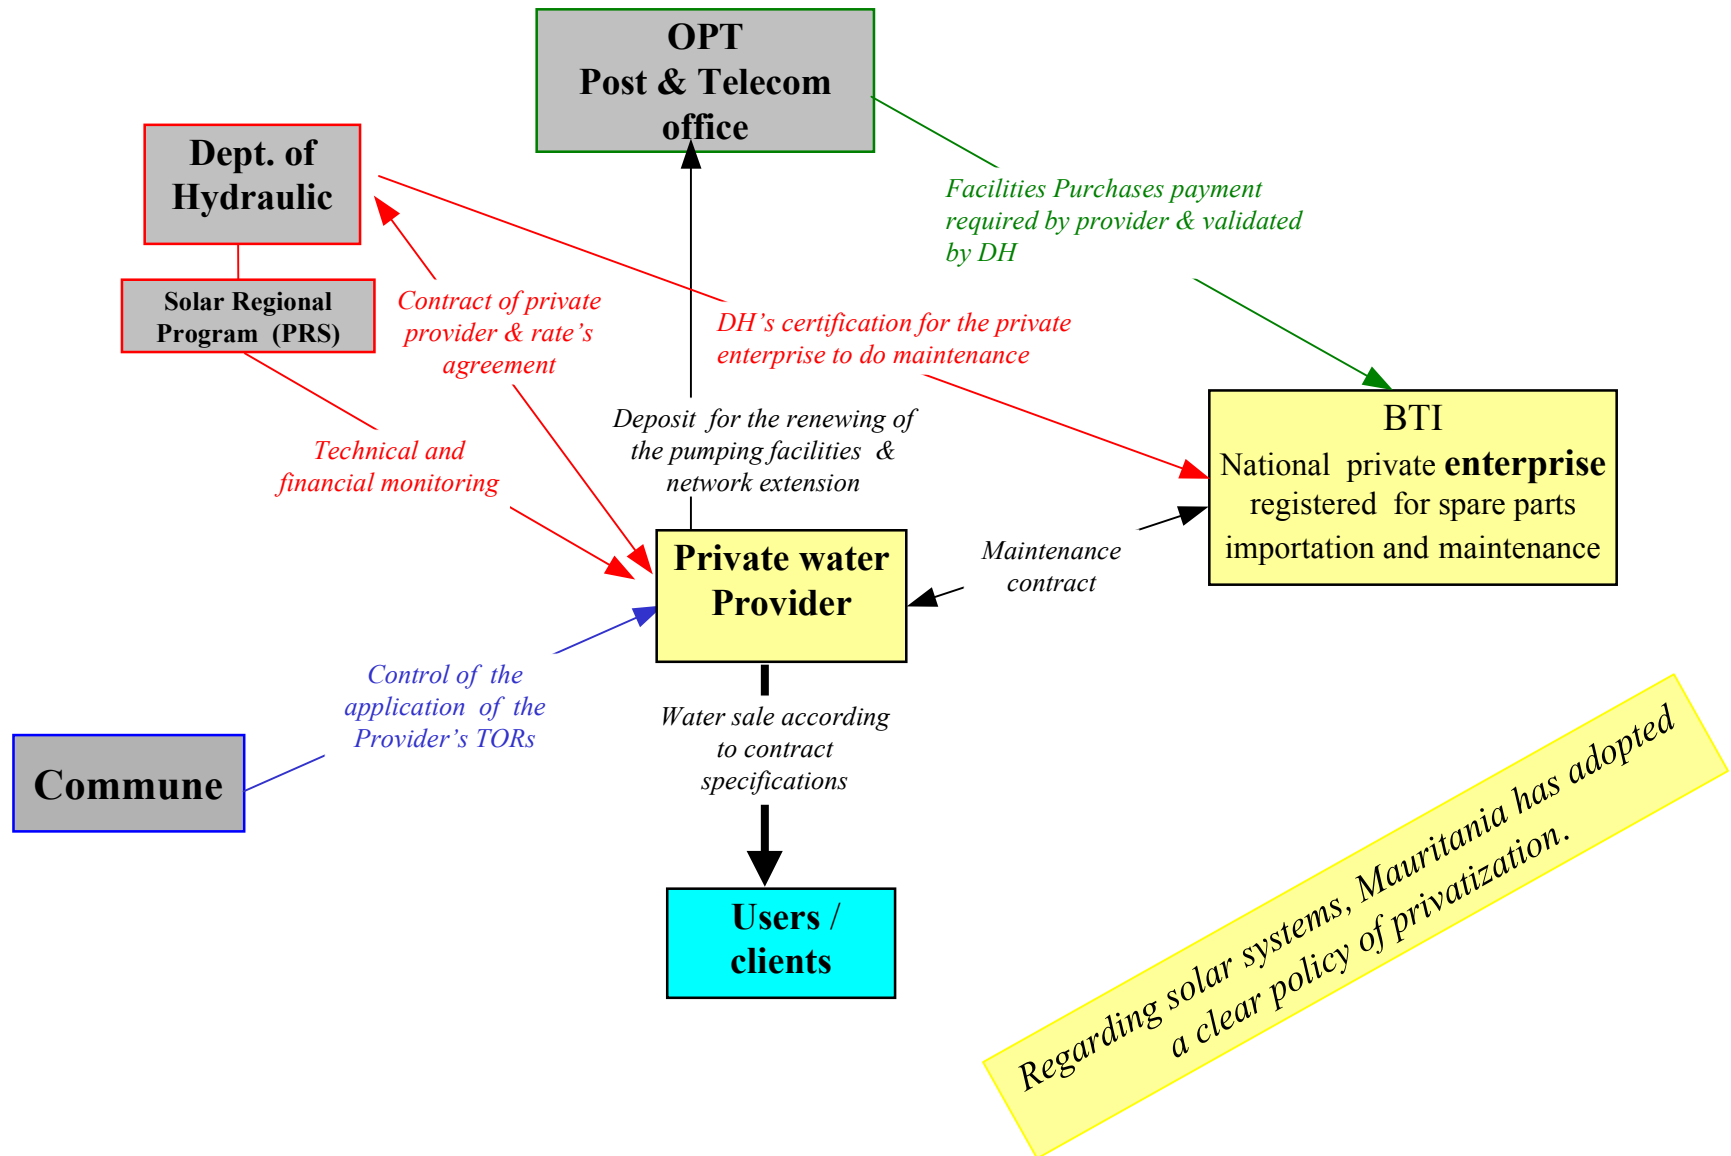 OPT
Post & Telecom
office
Dept. of
Hydraulic
Solar Regional
Program (PRS)
Contract of private
provider & rate's
agreement
Facilities Purchases payment
required by provider & validated
by DH
DH's certification for the private
enterprise to do maintenance
Technical and
financial monitoring
Deposit for the renewing of
the pumping facilities &
network extension
BTI
National private enterprise
registered for spare parts
importation and maintenance
Private water
Provider
Maintenance
contract
Control of the
application of the
Provider's TORs
Commune
Water sale according
to contract
specifications
Users /
clients
Regarding solar systems, Mauritania has adopted
a clear policy of privatization.